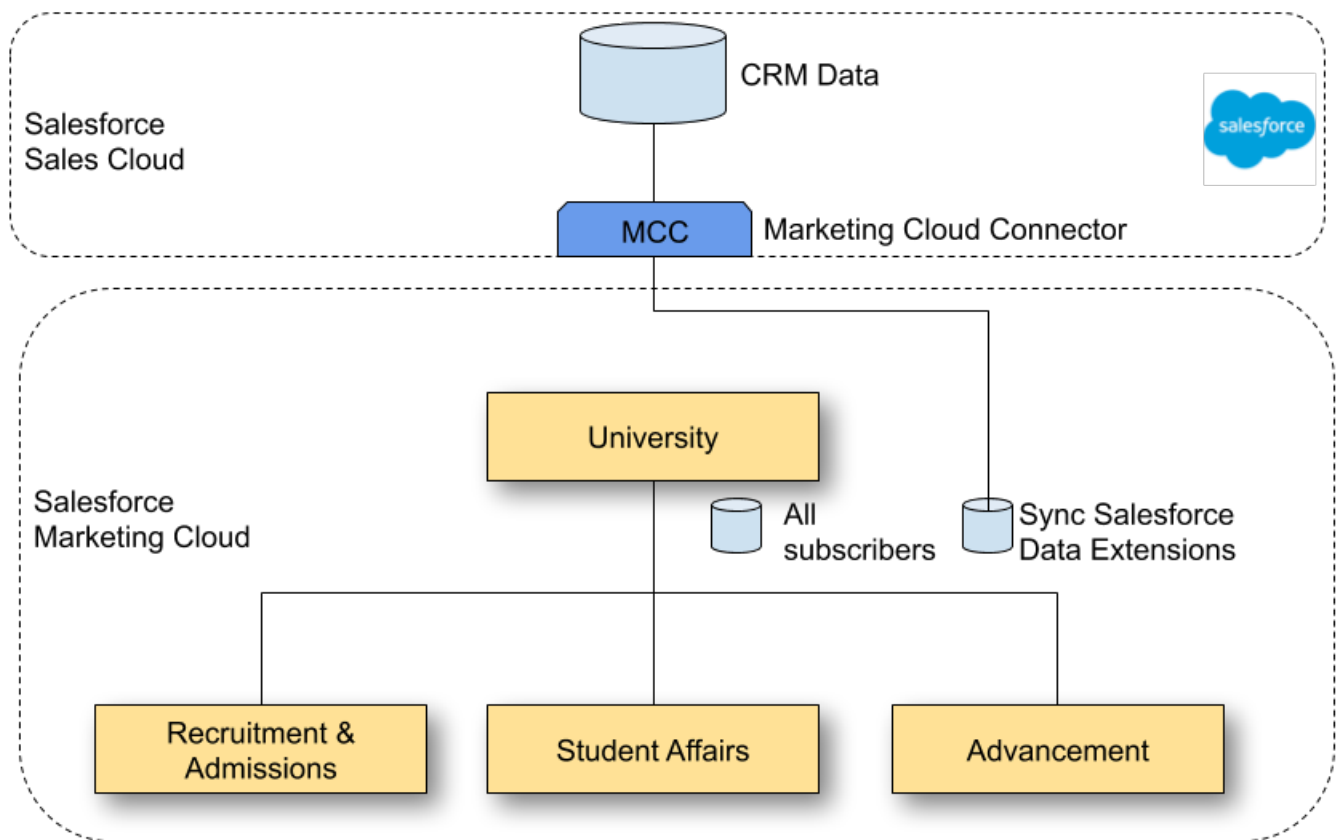 CRM Data
Salesforce
Sales Cloud
salesforce
MCC
Marketing Cloud Connector
University
Salesforce
Marketing Cloud
All
subscribers
Sync Salesforce
Data Extensions
Recruitment &
Admissions
Student Affairs
Advancement